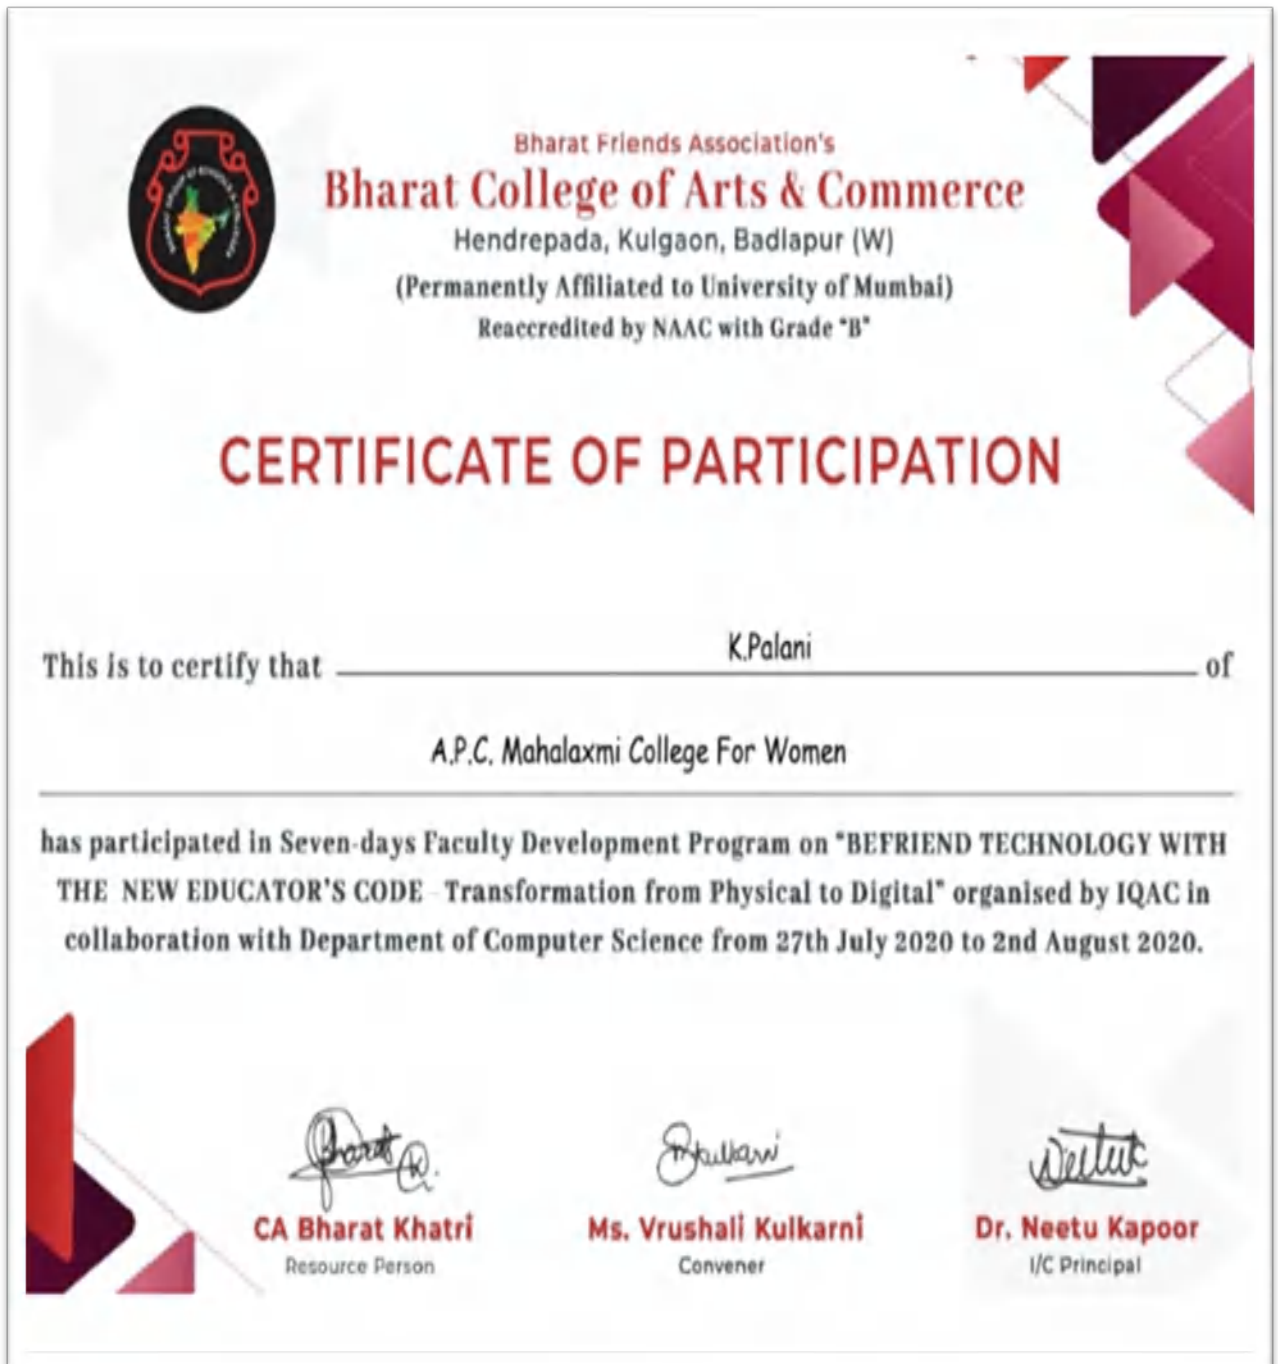 Bharat Friends Association's
Bharat College of Arts & Commerce
Hendrepada, Kulgaon, Badlapur (W)
(Permanently Affiliated to University of Mumbai)
Reaccredited by NAAC with Grade "B"
CERTIFICATE OF PARTICIPATION
This is to certify that K.Palani of
A.P.C. Mahalaxmi College For Women
has participated in Seven-days Faculty Development Program on "BEFRIEND TECHNOLOGY WITH
THE NEW EDUCATOR'S CODE - Transformation from Physical to Digital" organised by IQAC in
collaboration with Department of Computer Science from 27th July 2020 to 2nd August 2020.
CA Bharat Khatri
Resource Person
Ms. Vrushali Kulkarni
Convener
Dr. Neetu Kapoor
I/C Principal